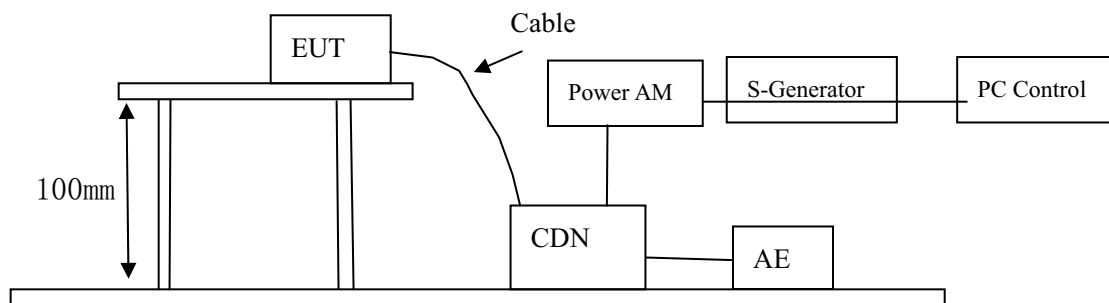 Cable
EUT
Power AM
S-Generator
PC Control
100mm
CDN
AE